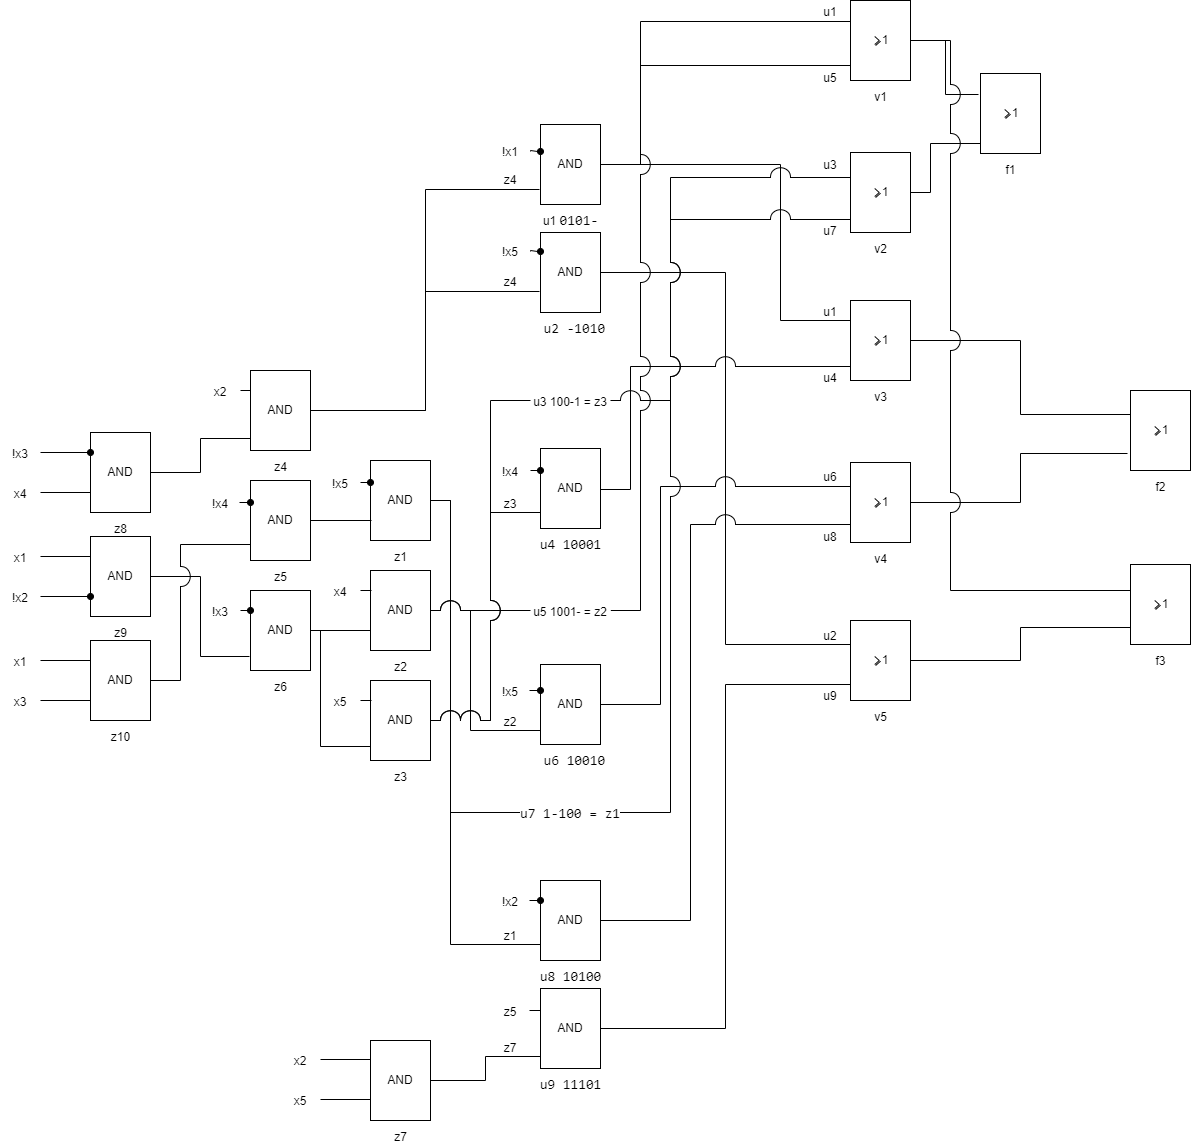 u1
⩾1
u5
v1
⩾1
f1
!x1
AND
z4
u1 0101-
u3
⩾1
u7
v2
!x5
AND
z4
u2 -1010
u1
⩾1
u4
v3
x2
AND
z4
u3 100-1 = z3
⩾1
f2
!x3
AND
x4
z8
!x4
AND
z5
!x5
AND
z1
!x4
AND
z3
u4 10001
u6
⩾1
u8
v4
x1
AND
!x2
z9
!x3
AND
z6
x4
AND
z2
u5 1001- = z2
⩾1
f3
x1
AND
x3
z10
x5
AND
z3
!x5
AND
z2
u6 10010
u2
⩾1
u9
v5
u7 1-100 = z1
!x2
AND
z1
u8 10100
z5
AND
z7
u9 11101
x2
AND
x5
z7